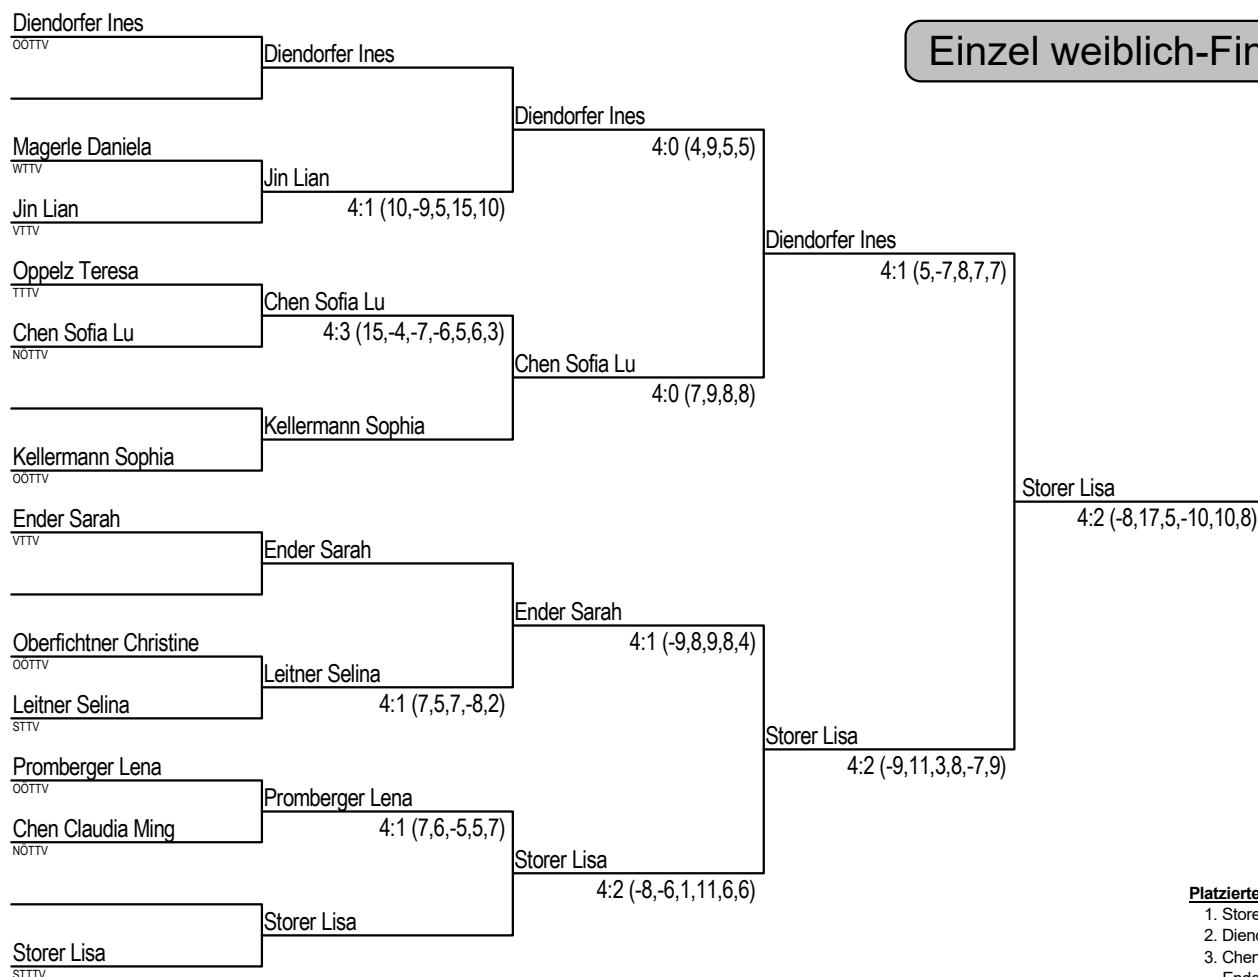 Einzel weiblich-Fin
Diendorfer Ines
OÖTTV
Magerle Daniela
WTTV
Jin Lian
VTTV
Oppelz Teresa
TTTV
Chen Sofia Lu
NÖTTV
Kellermann Sophia
OÖTTV
Ender Sarah
VTTV
Oberfichtner Christine
OÖTTV
Leitner Selina
STTV
Promberger Lena
OÖTTV
Chen Claudia Ming
NÖTTV
Storer Lisa
STTTV
Diendorfer Ines
Jin Lian
4:1 (10,-9,5,15,10)
Chen Sofia Lu
4:3 (15,-4,-7,-6,5,6,3)
Kellermann Sophia
Ender Sarah
Leitner Selina
4:1 (7,5,7,-8,2)
Promberger Lena
4:1 (7,6,-5,5,7)
Storer Lisa
Diendorfer Ines
4:0 (4,9,5,5)
Chen Sofia Lu
4:0 (7,9,8,8)
Ender Sarah
4:1 (-9,8,9,8,4)
Storer Lisa
4:2 (-8,-6,1,11,6,6)
Diendorfer Ines
4:1 (5,-7,8,7,7)
Storer Lisa
4:2 (-9,11,3,8,-7,9)
Storer Lisa
4:2 (-8,17,5,-10,10,8)
Platzierte
1. Store
2. Diend
3. Chen